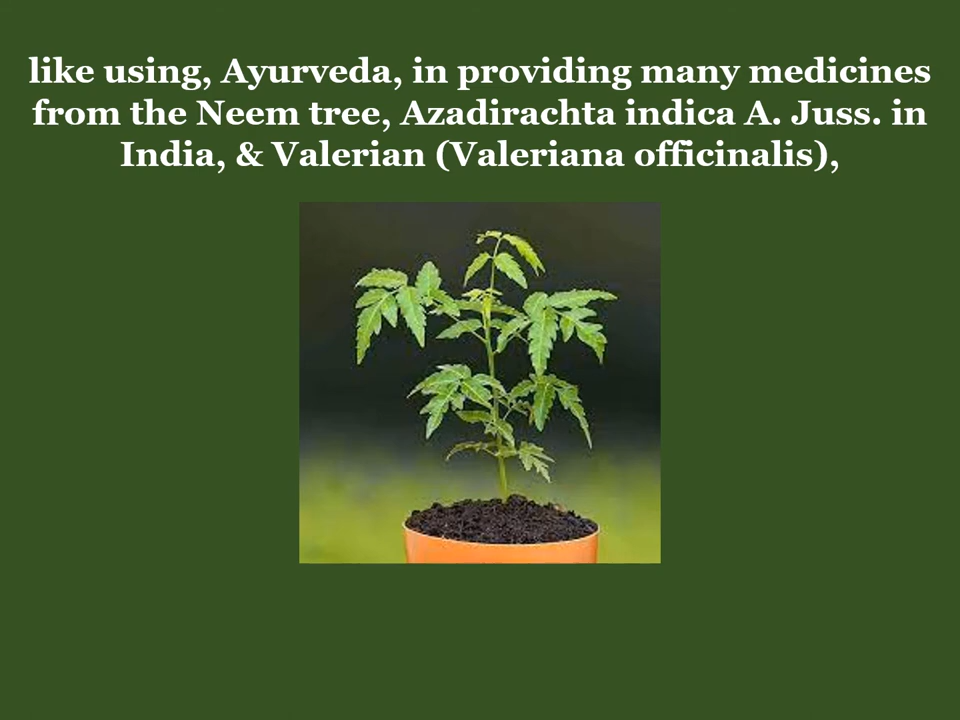 like using, Ayurveda, in providing many medicines
from the Neem tree, Azadirachta indica A. Juss. in
India, & Valerian (Valeriana officinalis),